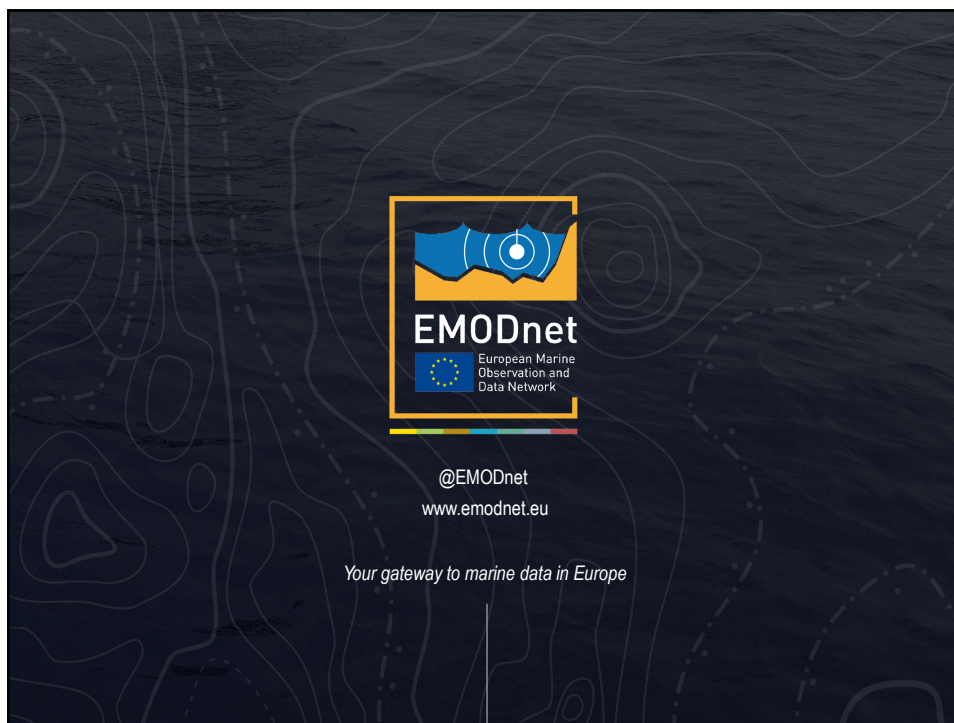 EMODnet
European Marine
Observation and
Data Network
@EMODnet
www.emodnet.eu
Your gateway to marine data in Europe